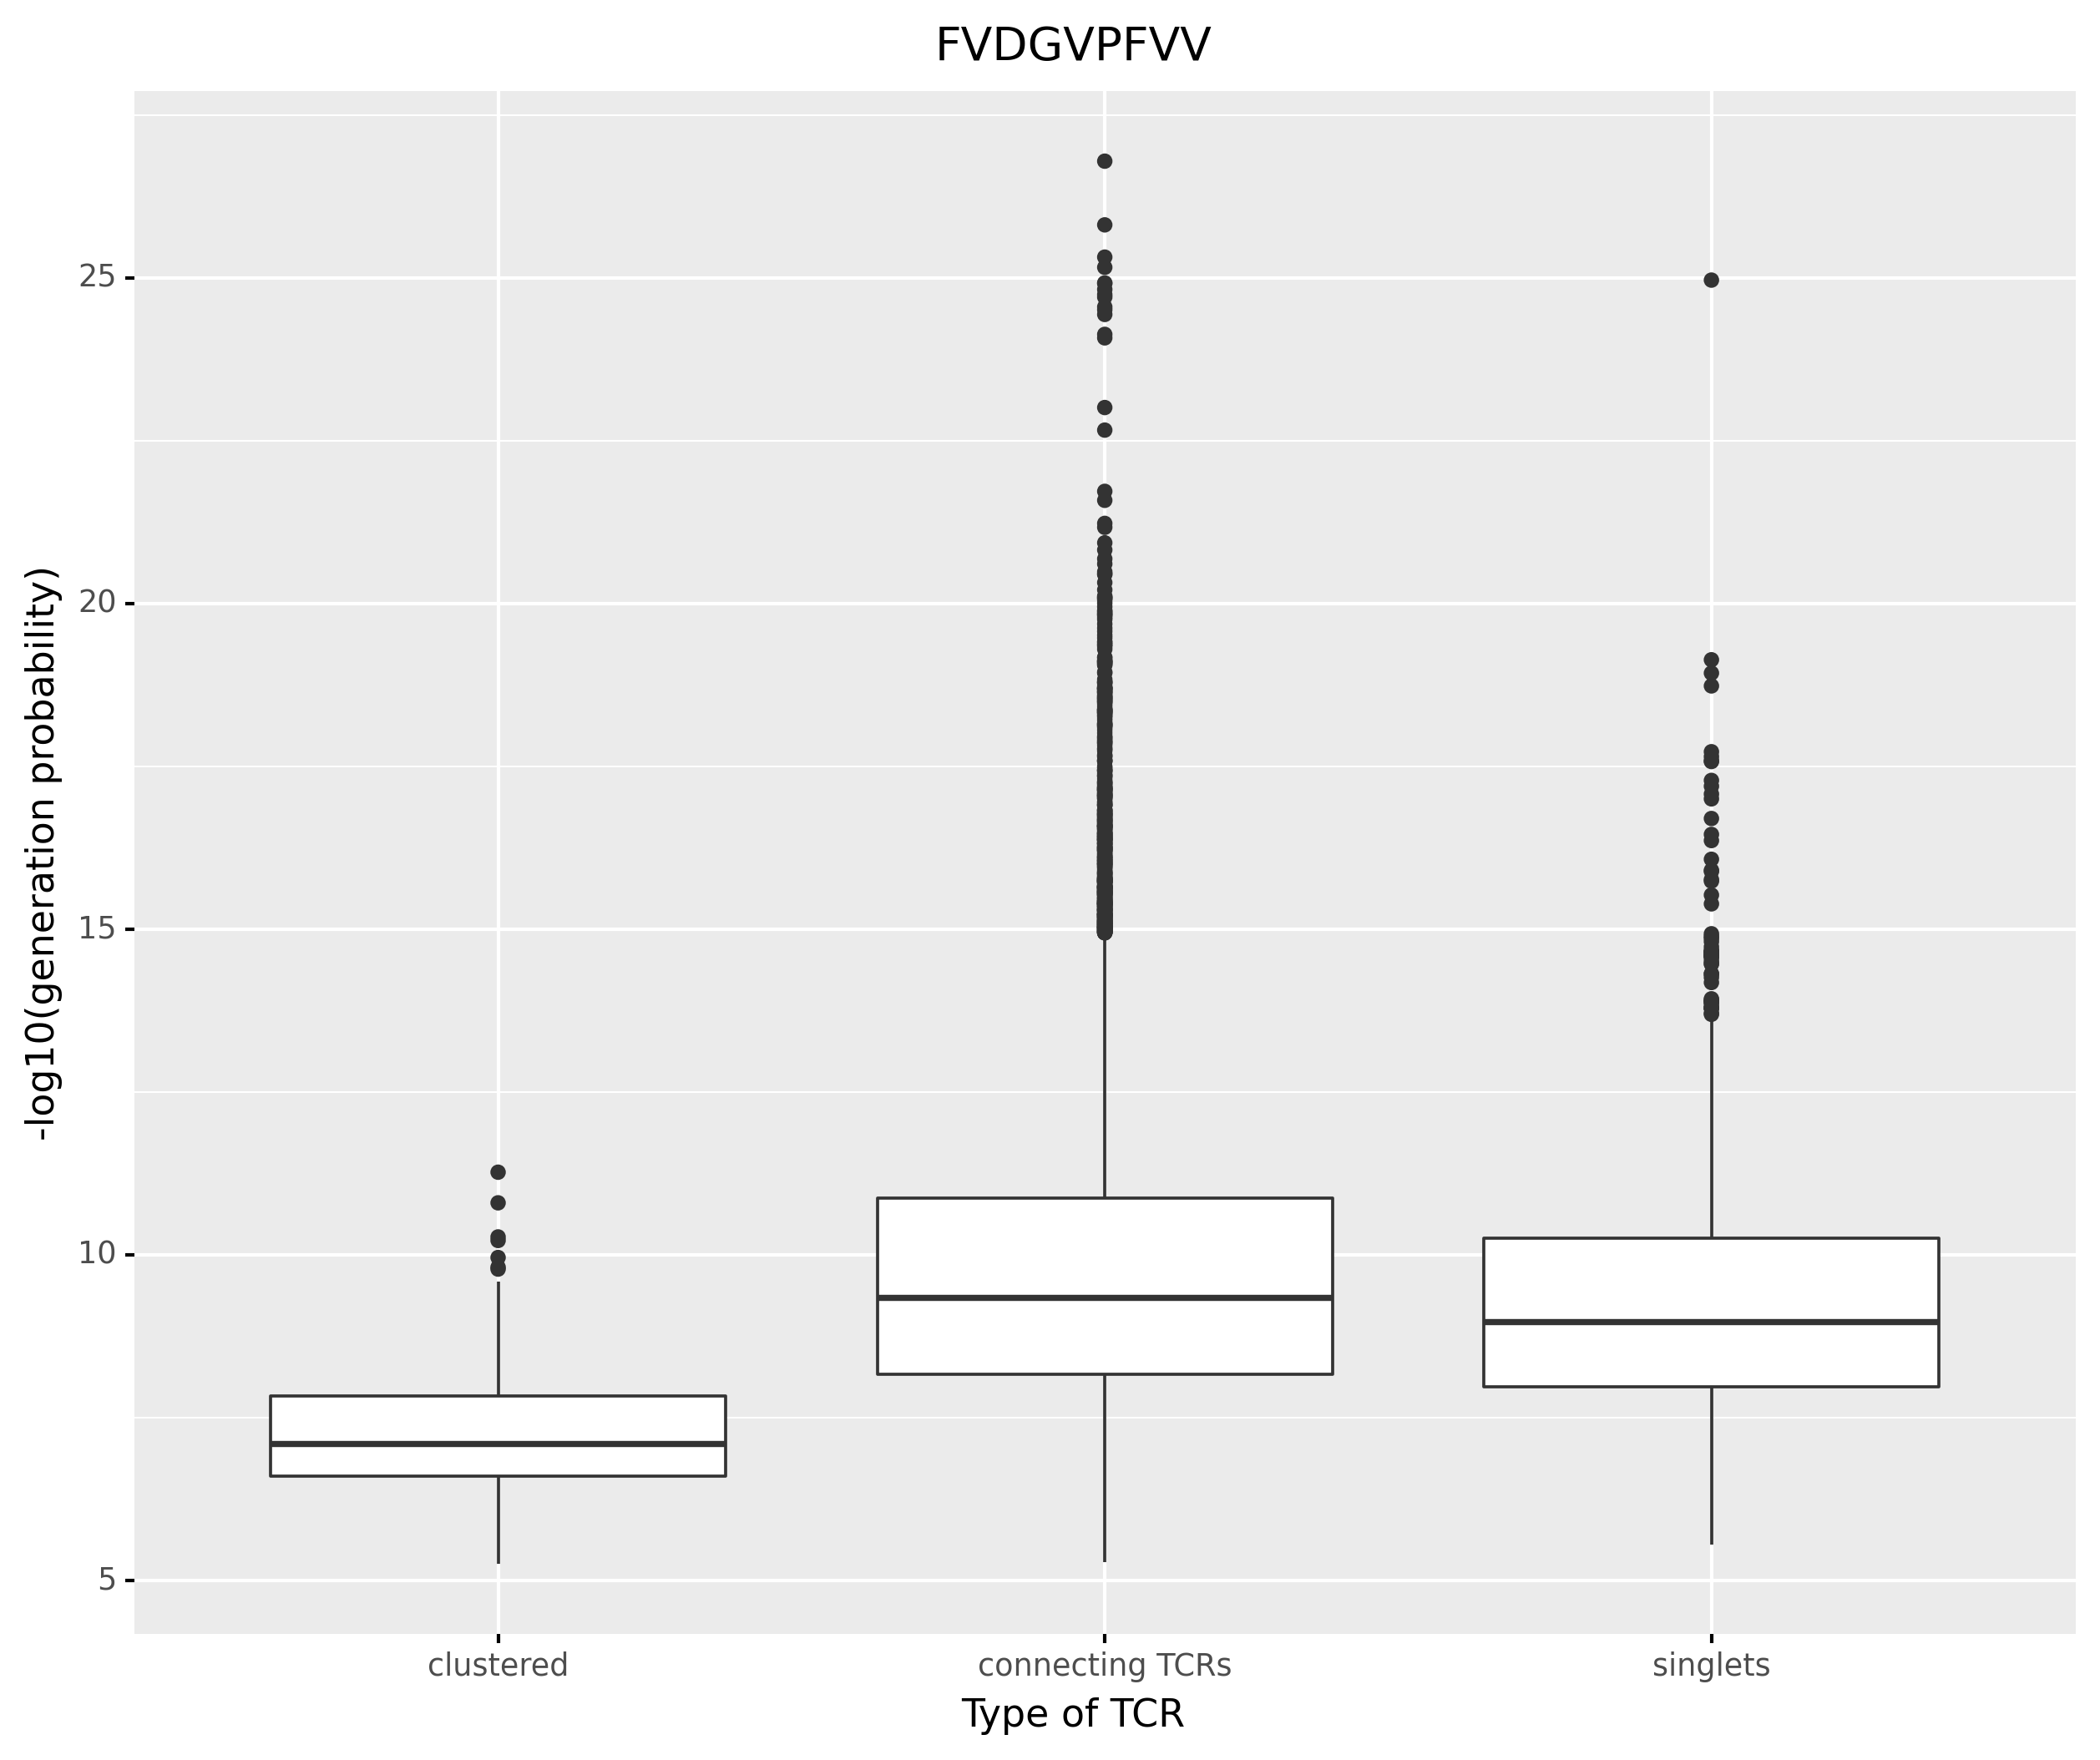 FVDGVPFVV
-log10(generation probability)
25
20
15
10
5
clustered
connecting TCRs
singlets
Type of TCR